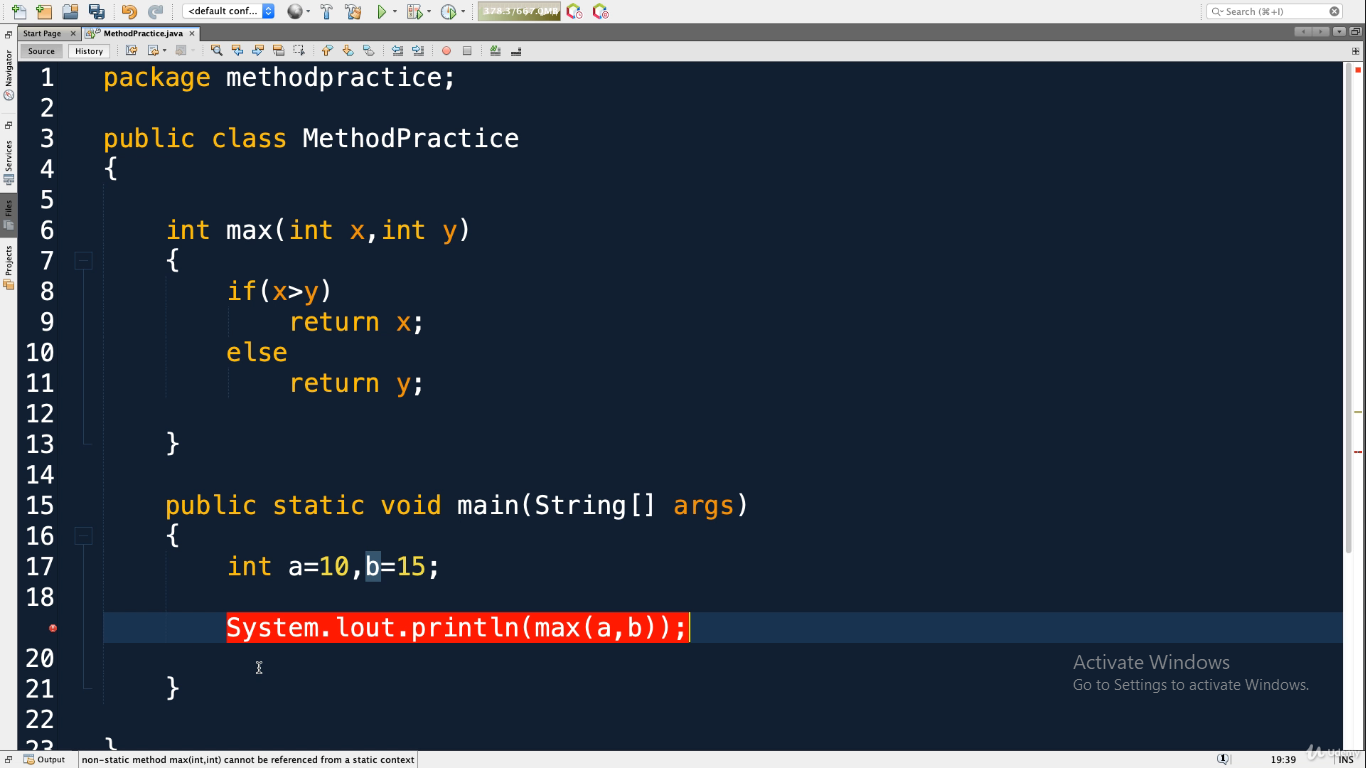 <default conf...
378.3/667.0MB
Search (⌘+I)
Start Page
MethodPractice.java
Source
History
Navigator
Services
Files
Projects
1 package methodpractice;
2
3 public class MethodPractice
4 {
5
6 int max(int x,int y)
7 {
8 if(x>y)
9 return x;
10 else
11 return y;
12
13 }
14
15 public static void main(String[] args)
16 {
17 int a=10,b=15;
18
System.lout.println(max(a,b));
20
21 }
22
23 }
Activate Windows
Go to Settings to activate Windows.
Output
non-static method max(int,int) cannot be referenced from a static context
1
19:39
INS
Udemy